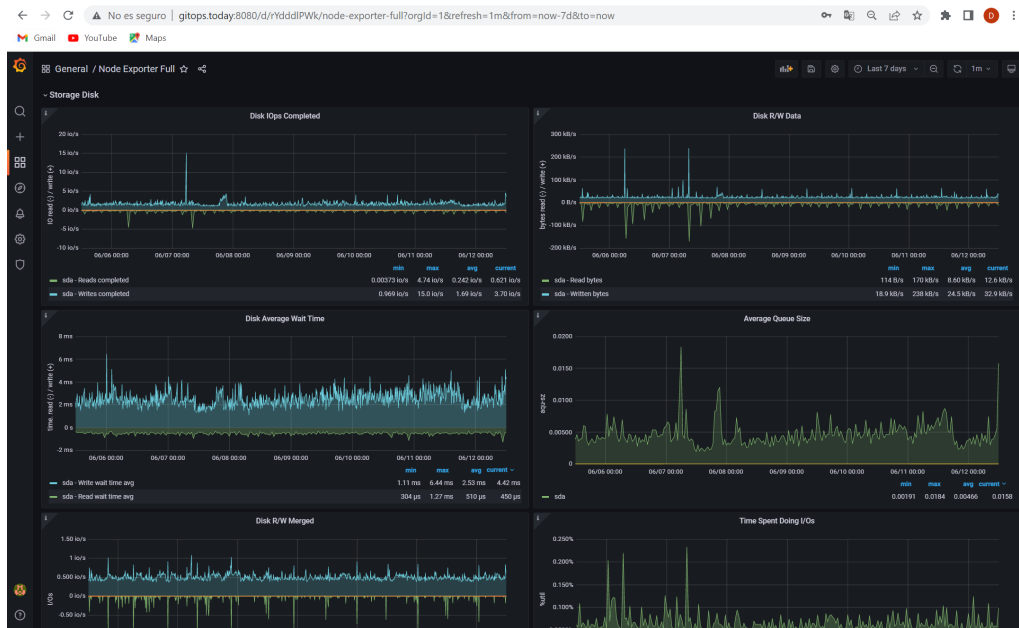 No es seguro | gitops.today:8080/d/rYdddlPWk/node-exporter-full?orgId=1&refresh=1m&from=now-7d&to=now
D
Gmail YouTube Maps
General / Node Exporter Full
Last 7 days 1m
Storage Disk
Disk IOps Completed
IO read (-) / write (+)
20 io/s
15 io/s
10 io/s
5 io/s
0 io/s
-5 io/s
-10 io/s
06/06 00:00 06/07 00:00 06/08 00:00 06/09 00:00 06/10 00:00 06/11 00:00 06/12 00:00
min max avg current
sda - Reads completed 0.00373 io/s 4.74 io/s 0.242 io/s 0.621 io/s
sda - Writes completed 0.969 io/s 15.0 io/s 1.69 io/s 3.70 io/s
Disk R/W Data
bytes read (-) / write (+)
300 kB/s
200 kB/s
100 kB/s
0 B/s
-100 kB/s
-200 kB/s
06/06 00:00 06/07 00:00 06/08 00:00 06/09 00:00 06/10 00:00 06/11 00:00 06/12 00:00
min max avg current
sda - Read bytes 114 B/s 170 kB/s 8.60 kB/s 12.6 kB/s
sda - Written bytes 18.9 kB/s 238 kB/s 24.5 kB/s 32.9 kB/s
Disk Average Wait Time
time. read (-) / write (+)
8 ms
6 ms
4 ms
2 ms
0 s
-2 ms
06/06 00:00 06/07 00:00 06/08 00:00 06/09 00:00 06/10 00:00 06/11 00:00 06/12 00:00
min max avg current
sda - Write wait time avg 1.11 ms 6.44 ms 2.53 ms 4.42 ms
sda - Read wait time avg 304 µs 1.27 ms 510 µs 450 µs
Average Queue Size
aqu-sz
0.0200
0.0150
0.0100
0.00500
0
06/06 00:00 06/07 00:00 06/08 00:00 06/09 00:00 06/10 00:00 06/11 00:00 06/12 00:00
min max avg current
sda 0.00191 0.0184 0.00466 0.0158
Disk R/W Merged
I/Os
1.50 io/s
1 io/s
0.500 io/s
0 io/s
-0.50 io/s
Time Spent Doing I/Os
%util
0.250%
0.200%
0.150%
0.100%